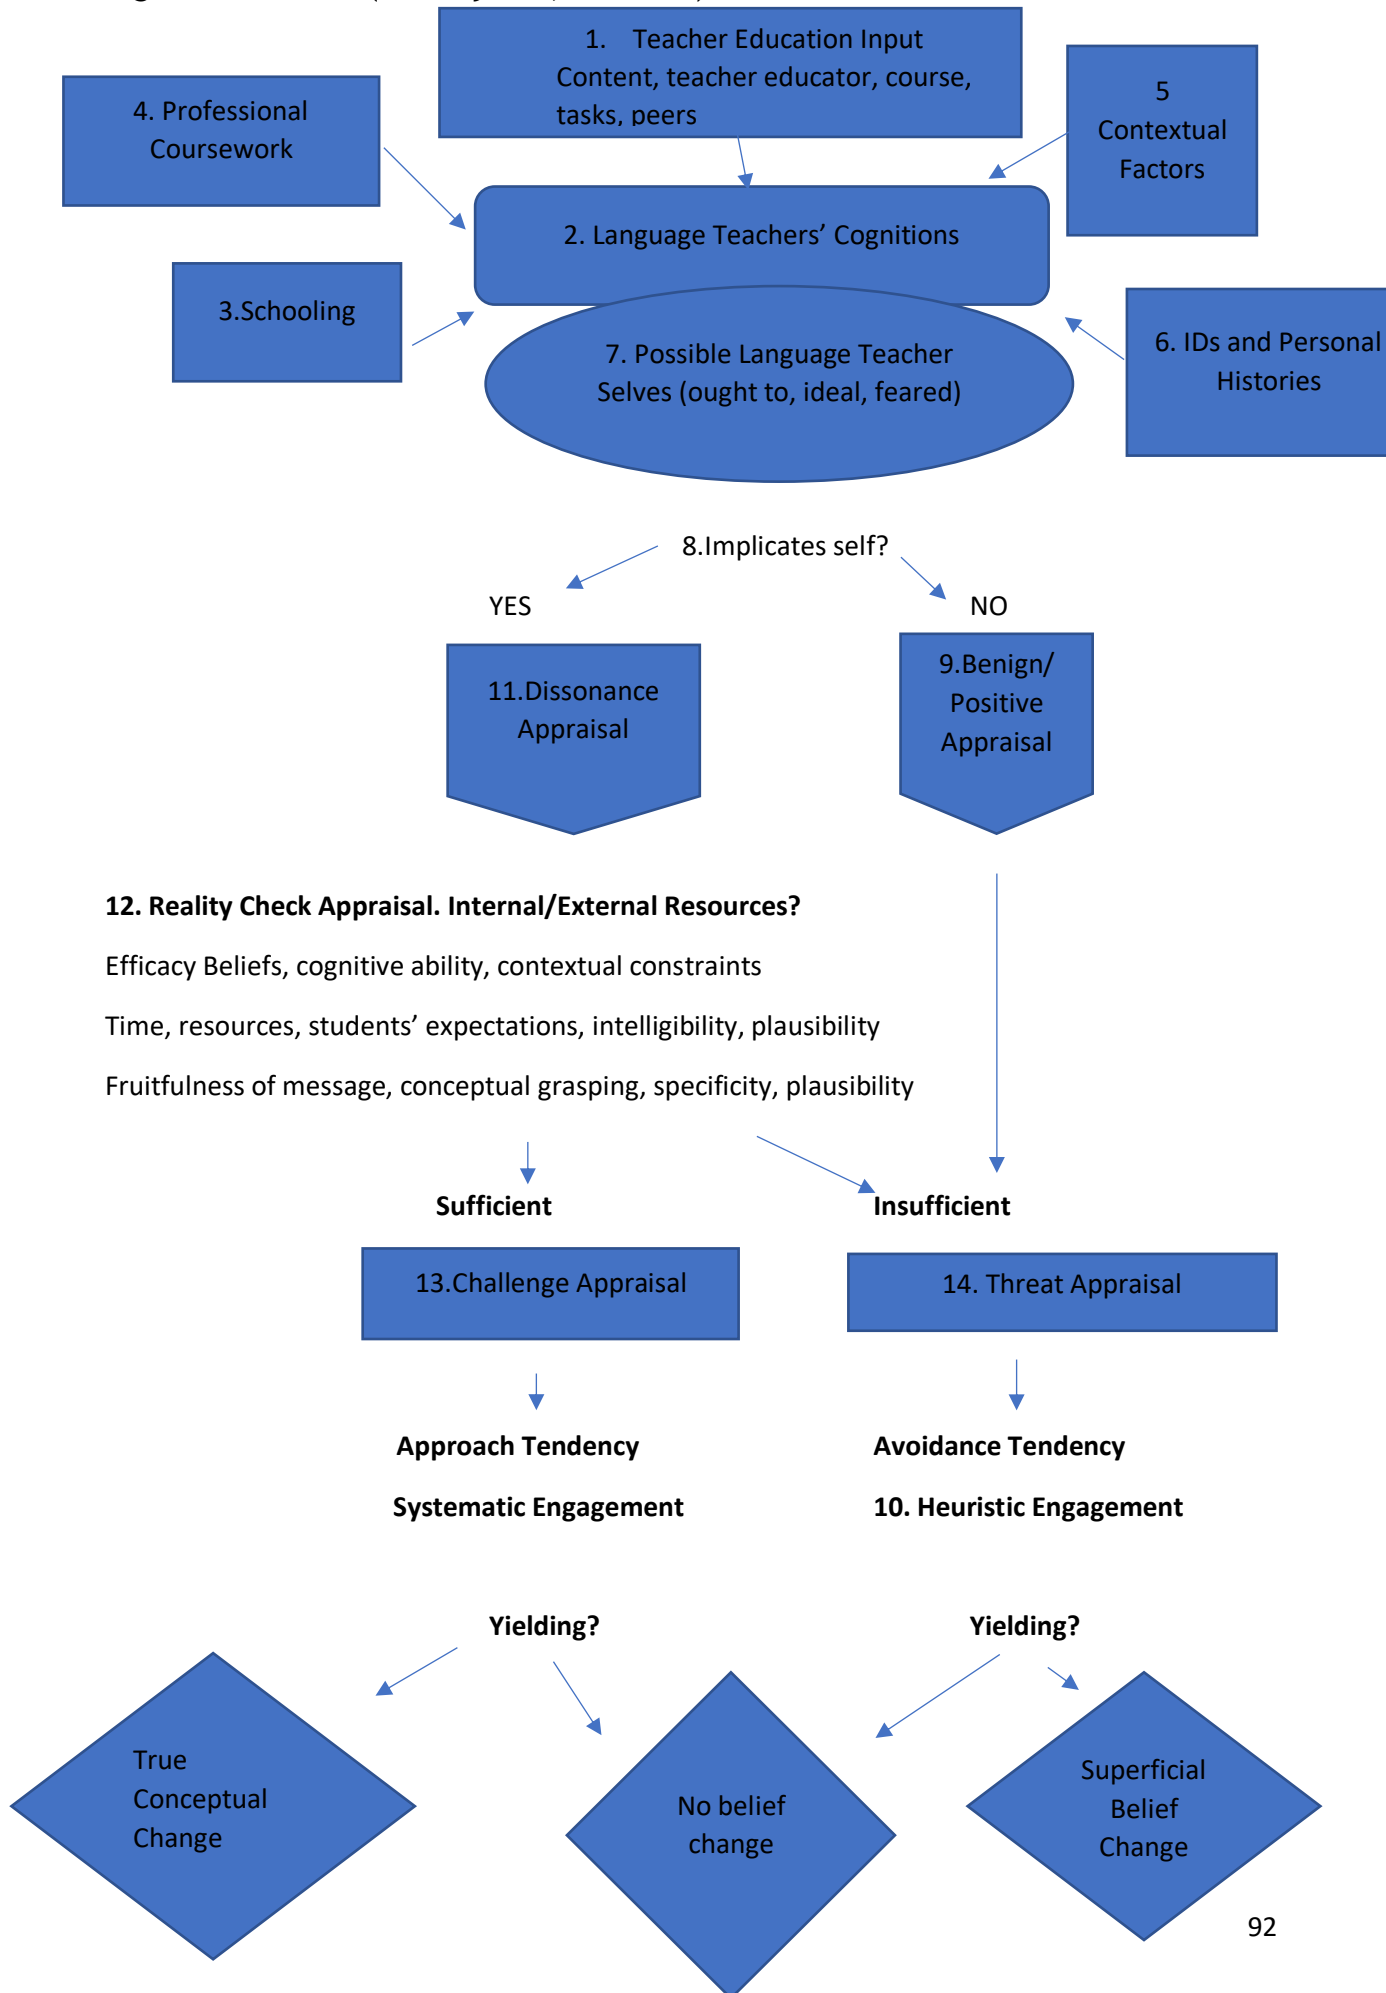 1. Teacher Education Input
Content, teacher educator, course,
tasks, peers
4. Professional
Coursework
5
Contextual
Factors
2. Language Teachers’ Cognitions
3.Schooling
7. Possible Language Teacher
Selves (ought to, ideal, feared)
6. IDs and Personal
Histories
8.Implicates self?
YES
NO
11.Dissonance
Appraisal
9.Benign/
Positive
Appraisal
12. Reality Check Appraisal. Internal/External Resources?
Efficacy Beliefs, cognitive ability, contextual constraints
Time, resources, students’ expectations, intelligibility, plausibility
Fruitfulness of message, conceptual grasping, specificity, plausibility
Sufficient
Insufficient
13.Challenge Appraisal
14. Threat Appraisal
Approach Tendency
Avoidance Tendency
Systematic Engagement
10. Heuristic Engagement
Yielding?
Yielding?
True
Conceptual
Change
No belief
change
Superficial
Belief
Change
92